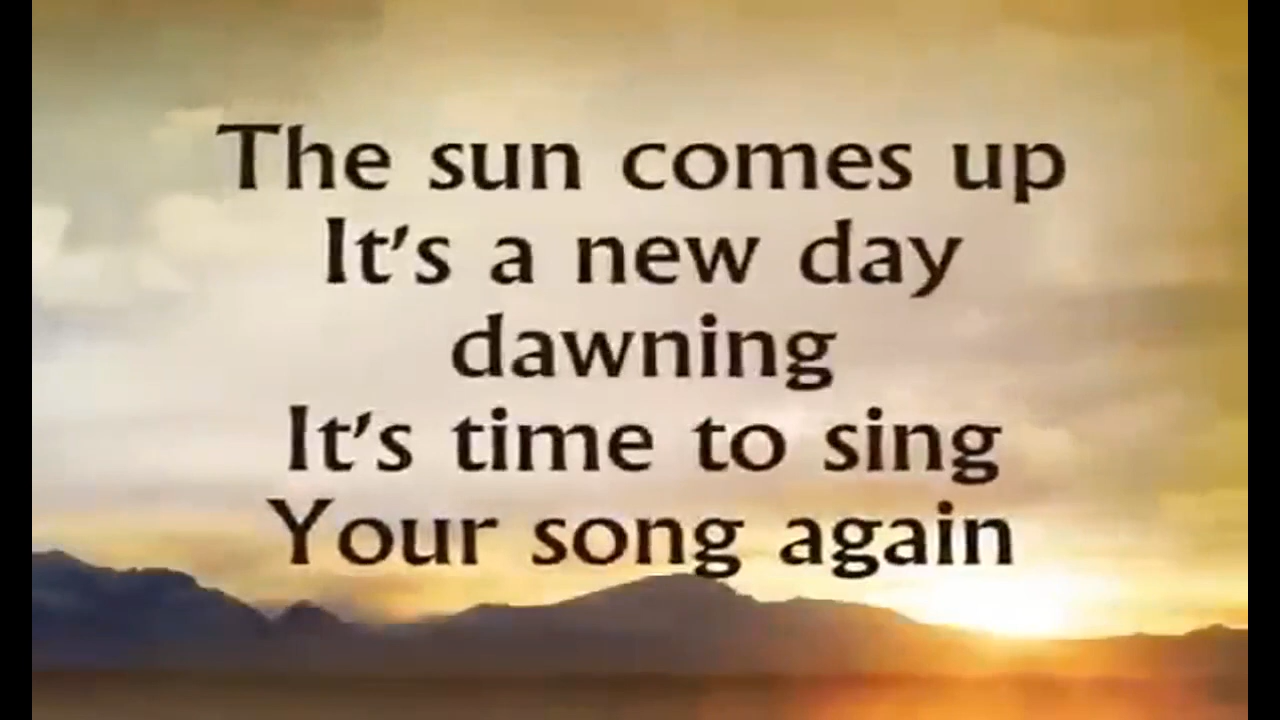 The sun comes up
It's a new day
dawning
It's time to sing
Your song again